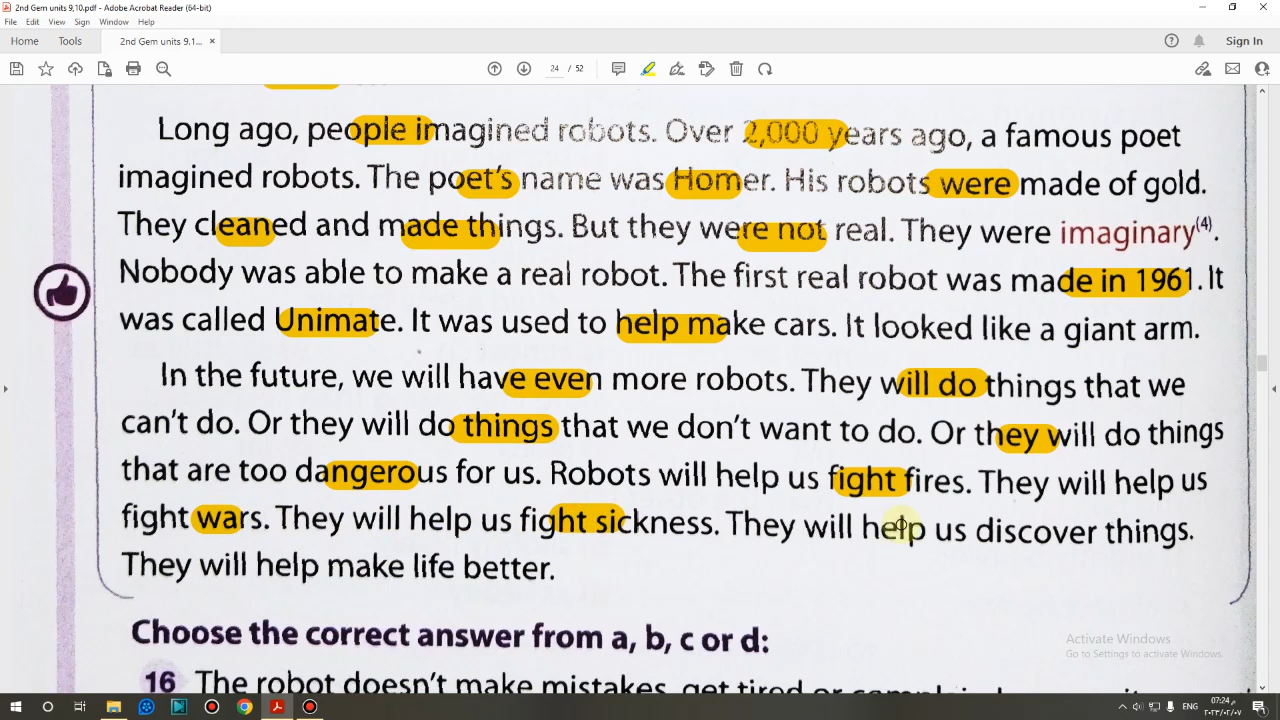 2nd Gem units 9,10.pdf - Adobe Acrobat Reader (64-bit)
File Edit View Sign Window Help
Home Tools 2nd Gem units 9,1... × Sign In
24 / 52
Long ago, people imagined robots. Over 2,000 years ago, a famous poet
imagined robots. The poet's name was Homer. His robots were made of gold.
They cleaned and made things. But they were not real. They were imaginary(4).
Nobody was able to make a real robot. The first real robot was made in 1961. It
was called Unimate. It was used to help make cars. It looked like a giant arm.
In the future, we will have even more robots. They will do things that we
can't do. Or they will do things that we don't want to do. Or they will do things
that are too dangerous for us. Robots will help us fight fires. They will help us
fight wars. They will help us fight sickness. They will help us discover things.
They will help make life better.
Choose the correct answer from a, b, c or d:
Activate Windows
Go to Settings to activate Windows.
16 The robot doesn't make mistakes, get tired or complain
ENG
07:24 م
٢٠٢٣/٠٢/٠٧